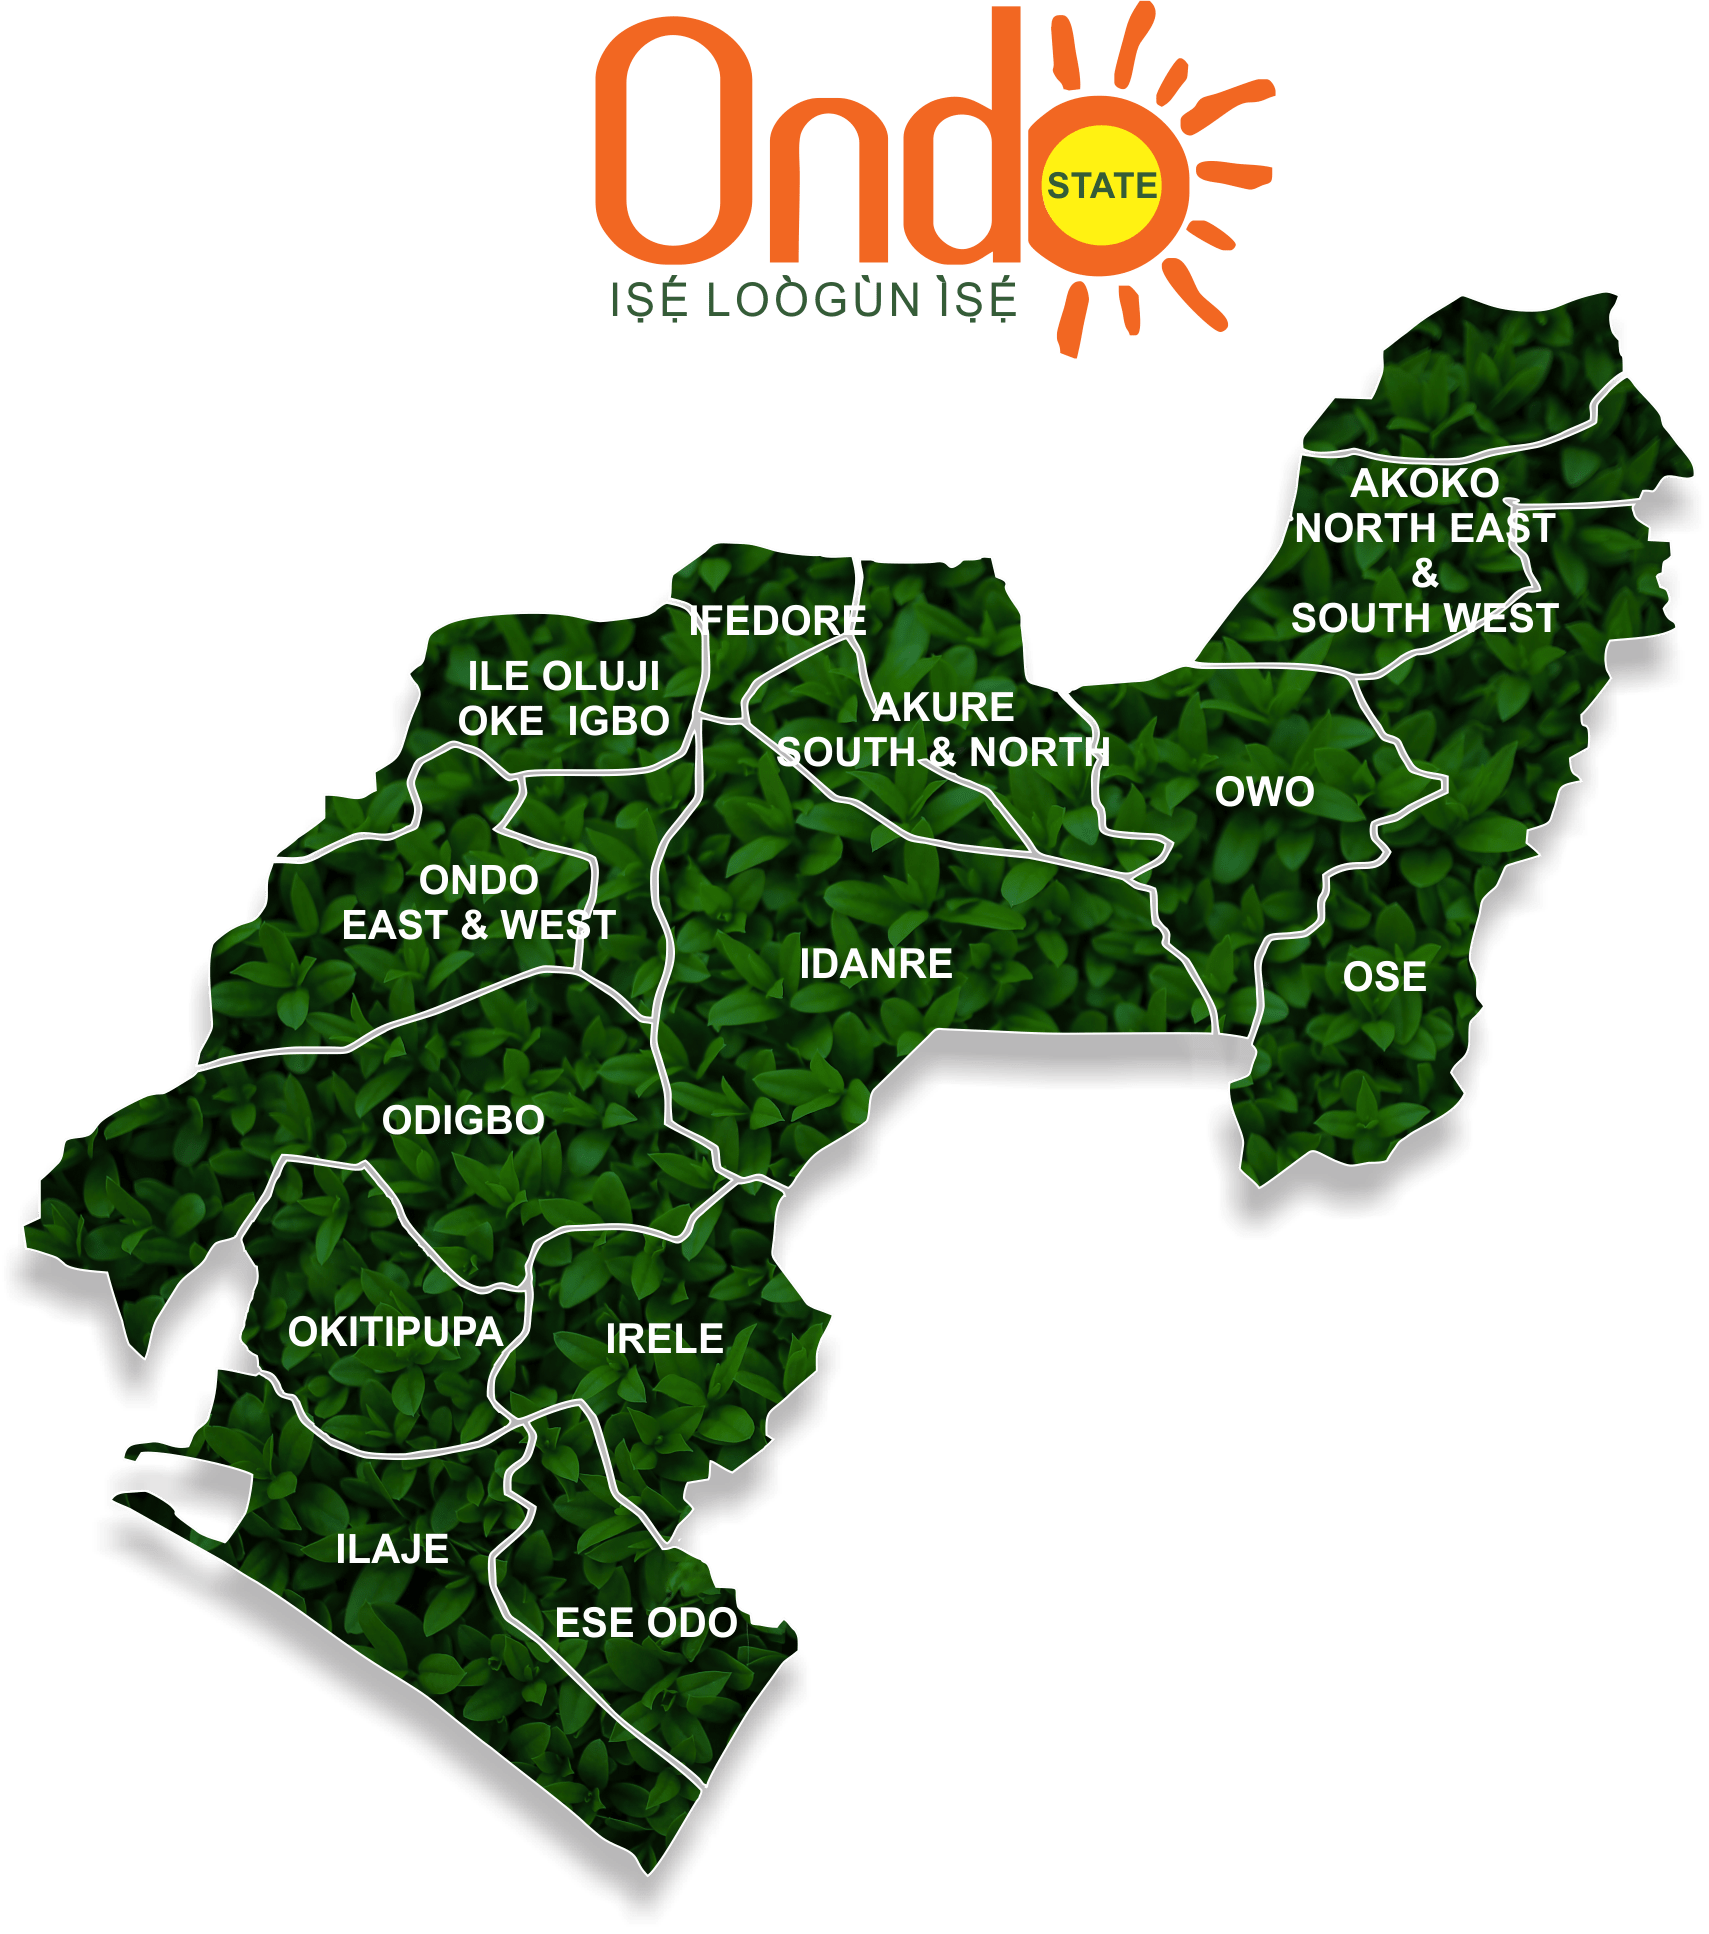 Ondo
STATE
IṢẸ́ LOÒGÙN ÌṢẸ́
AKOKO
NORTH EAST
&
SOUTH WEST
IFEDORE
ILE OLUJI
OKE IGBO
AKURE
SOUTH & NORTH
OWO
ONDO
EAST & WEST
IDANRE
OSE
ODIGBO
OKITIPUPA
IRELE
ILAJE
ESE ODO